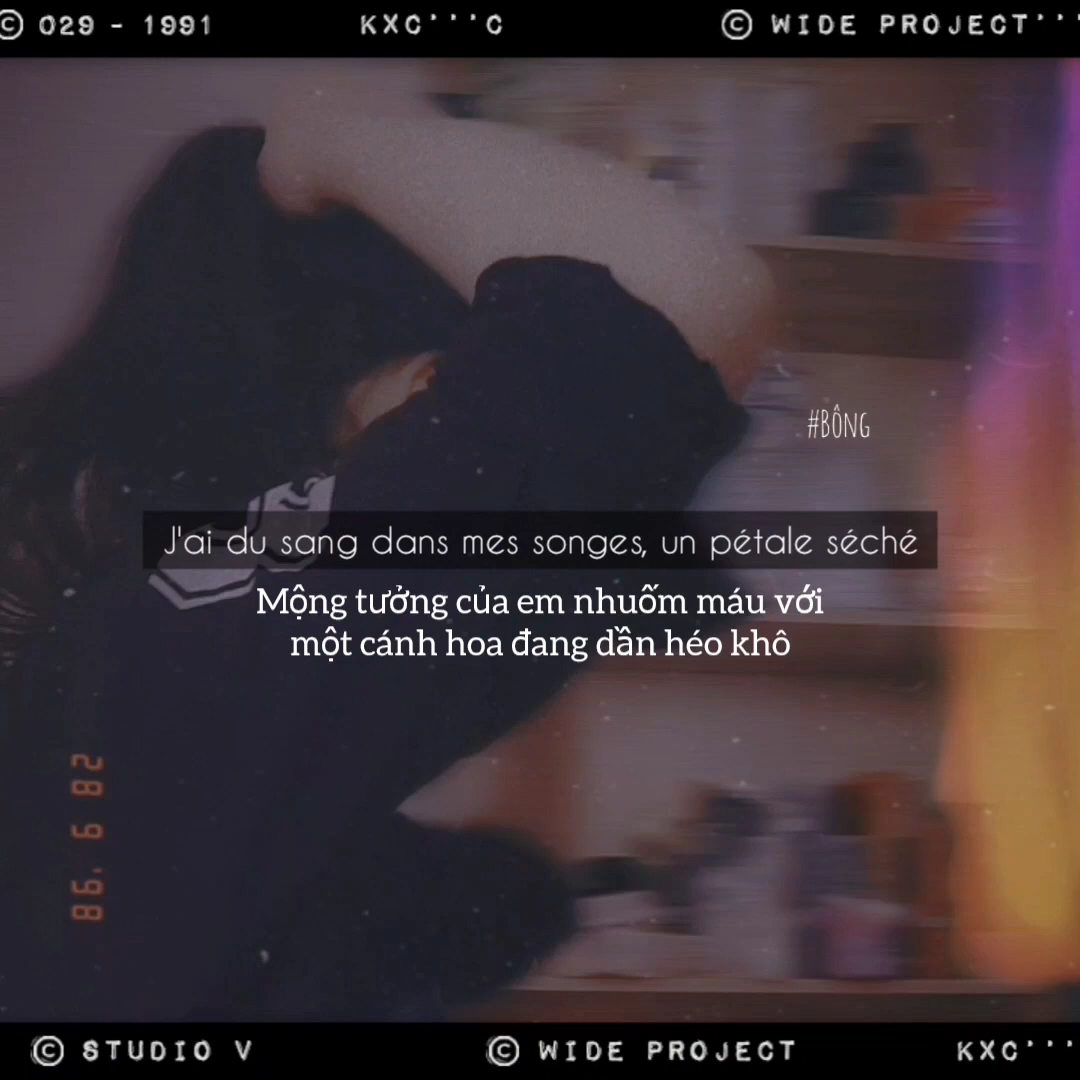 © 029 - 1991 KXC'''C © WIDE PROJECT'''
#BÔNG
J'ai du sang dans mes songes, un pétale séché
Mộng tưởng của em nhuốm máu với
một cánh hoa đang dần héo khô
86.'6 28
© STUDIO V © WIDE PROJECT KXC'''